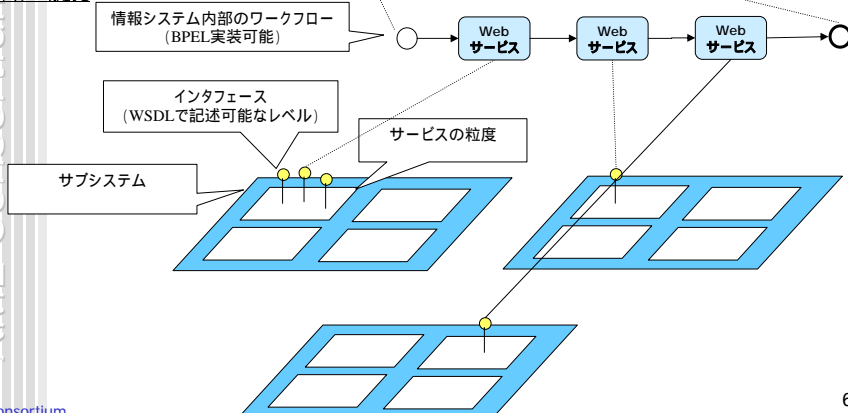 情報システム内部のワークフロー
(BPEL実装可能)
Web
サービス
Web
サービス
Web
サービス
インタフェース
(WSDLで記述可能なレベル)
サービスの粒度
サブシステム
onsortium
6